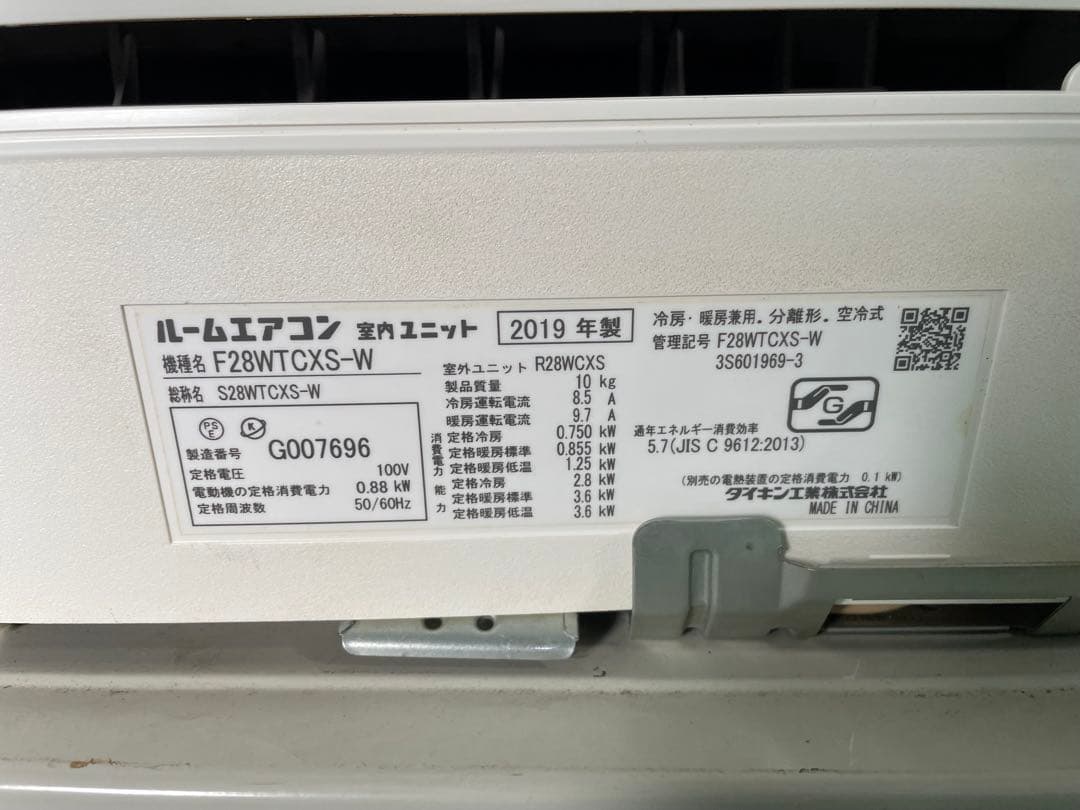 ルームエアコン 室内ユニット 2019 年製
機種名 F28WTCXS-W
総称名 S28WTCXS-W
PS
E
K
製造番号 G007696
定格電圧 100V
電動機の定格消費電力 0.88 kW
定格周波数 50/60Hz
室外ユニット R28WCXS
製品質量 10 kg
冷房運転電流 8.5 A
暖房運転電流 9.7 A
消費電力 定格冷房 0.750 kW
定格暖房標準 0.855 kW
定格暖房低温 1.25 kW
能力 定格冷房 2.8 kW
定格暖房標準 3.6 kW
定格暖房低温 3.6 kW
冷房・暖房兼用．分離形．空冷式
管理記号 F28WTCXS-W
3S601969-3
G
通年エネルギー消費効率
5.7(JIS C 9612:2013)
(別売の電熱装置の定格消費電力 0.1 kW)
ダイキン工業株式会社
MADE IN CHINA